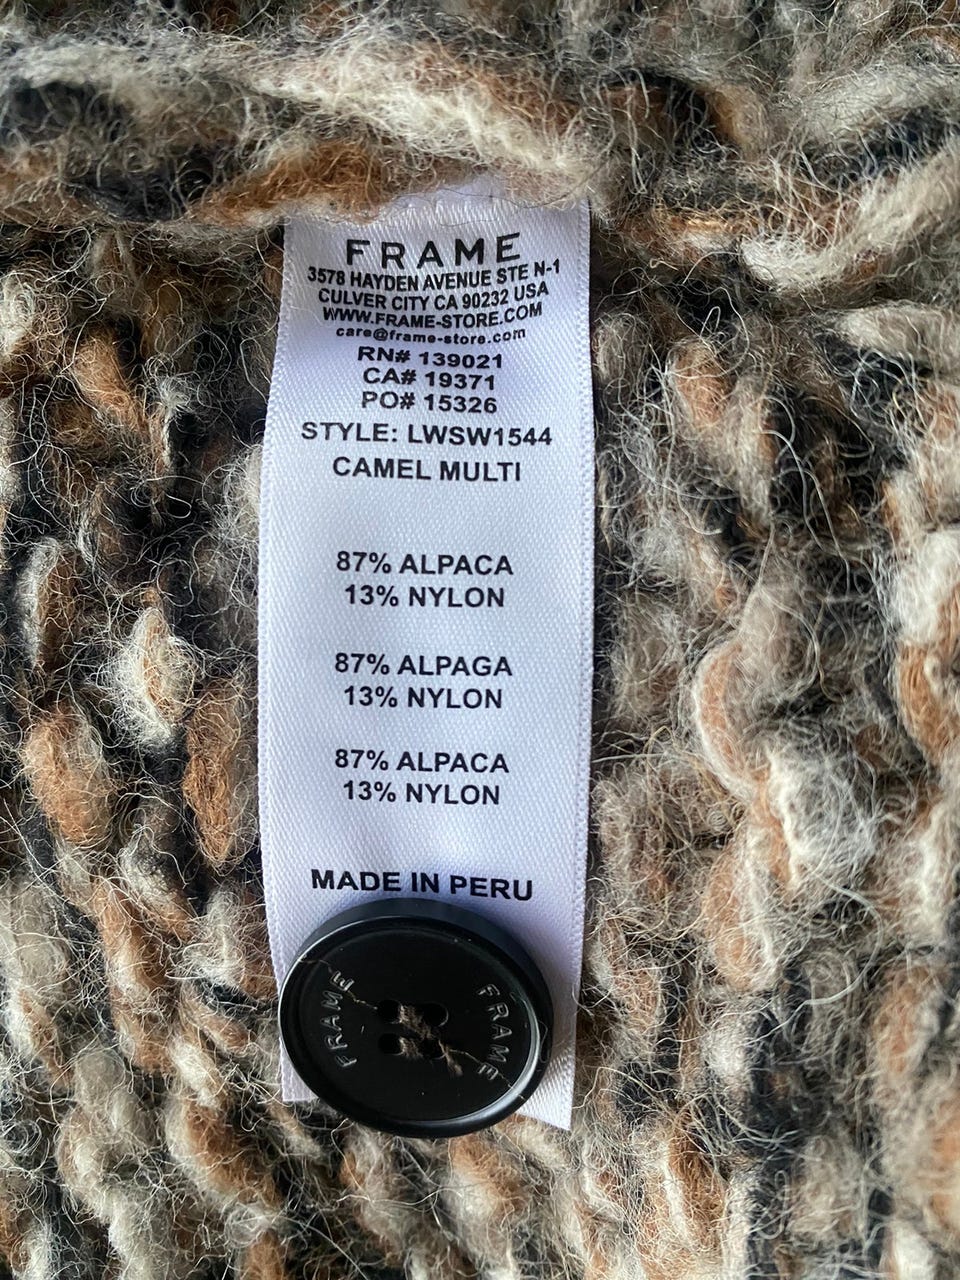 FRAME
3578 HAYDEN AVENUE STE N-1
CULVER CITY CA 90232 USA
WWW.FRAME-STORE.COM
care@frame-store.com
RN# 139021
CA# 19371
PO# 15326
STYLE: LWSW1544
CAMEL MULTI
87% ALPACA
13% NYLON
87% ALPAGA
13% NYLON
87% ALPACA
13% NYLON
MADE IN PERU
FRAME
FRAME